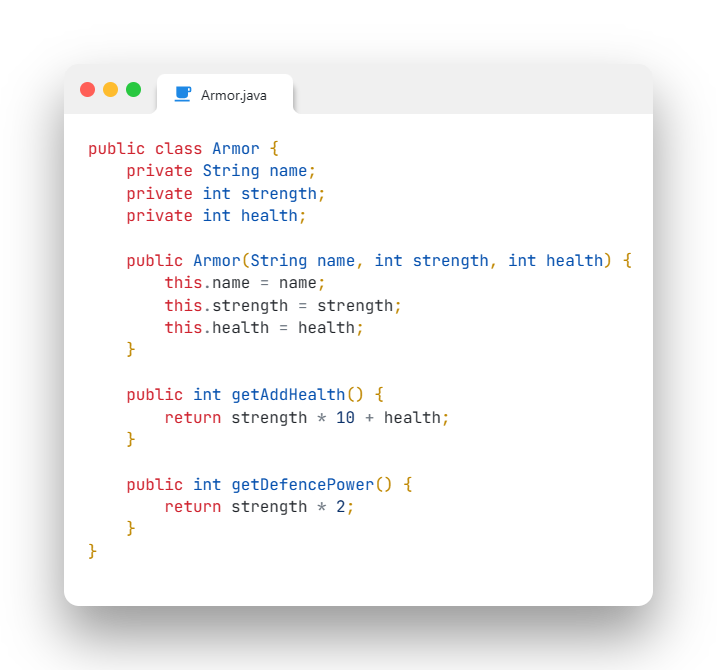 Armor.java
public class Armor {
    private String name;
    private int strength;
    private int health;

    public Armor(String name, int strength, int health) {
        this.name = name;
        this.strength = strength;
        this.health = health;
    }

    public int getAddHealth() {
        return strength * 10 + health;
    }

    public int getDefencePower() {
        return strength * 2;
    }
}